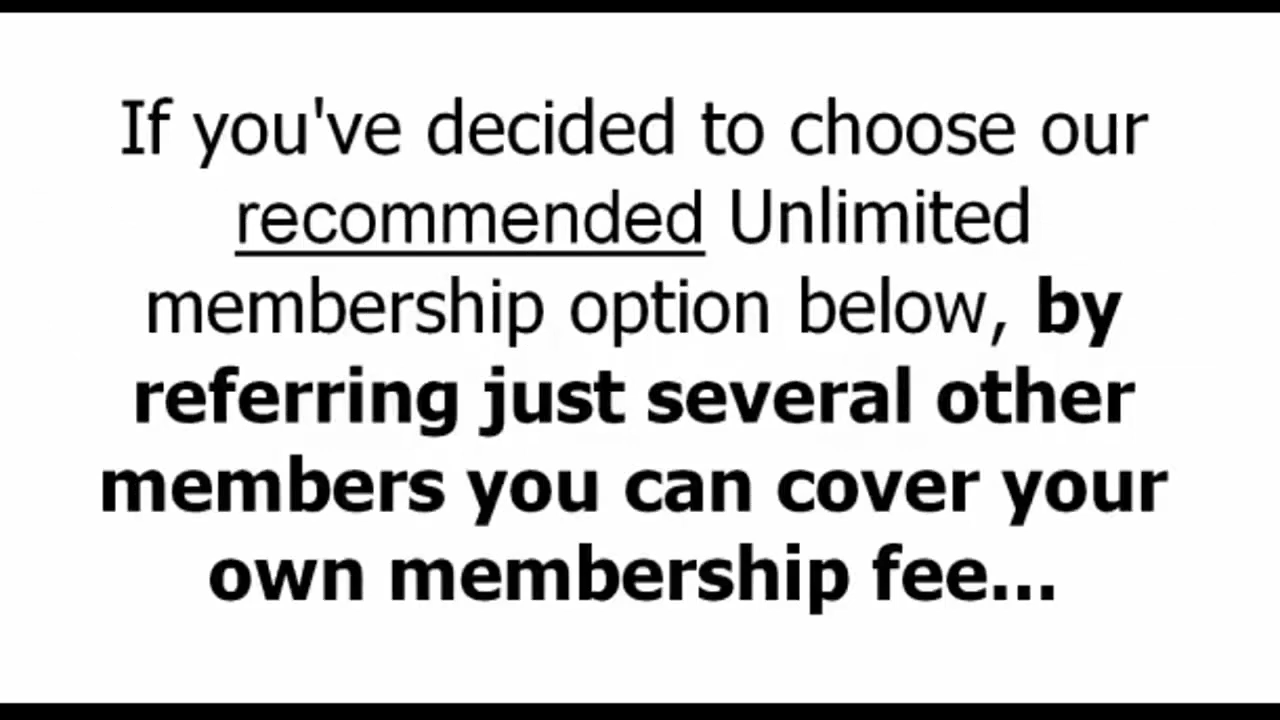 If you've decided to choose our
recommended Unlimited
membership option below, by
referring just several other
members you can cover your
own membership fee...